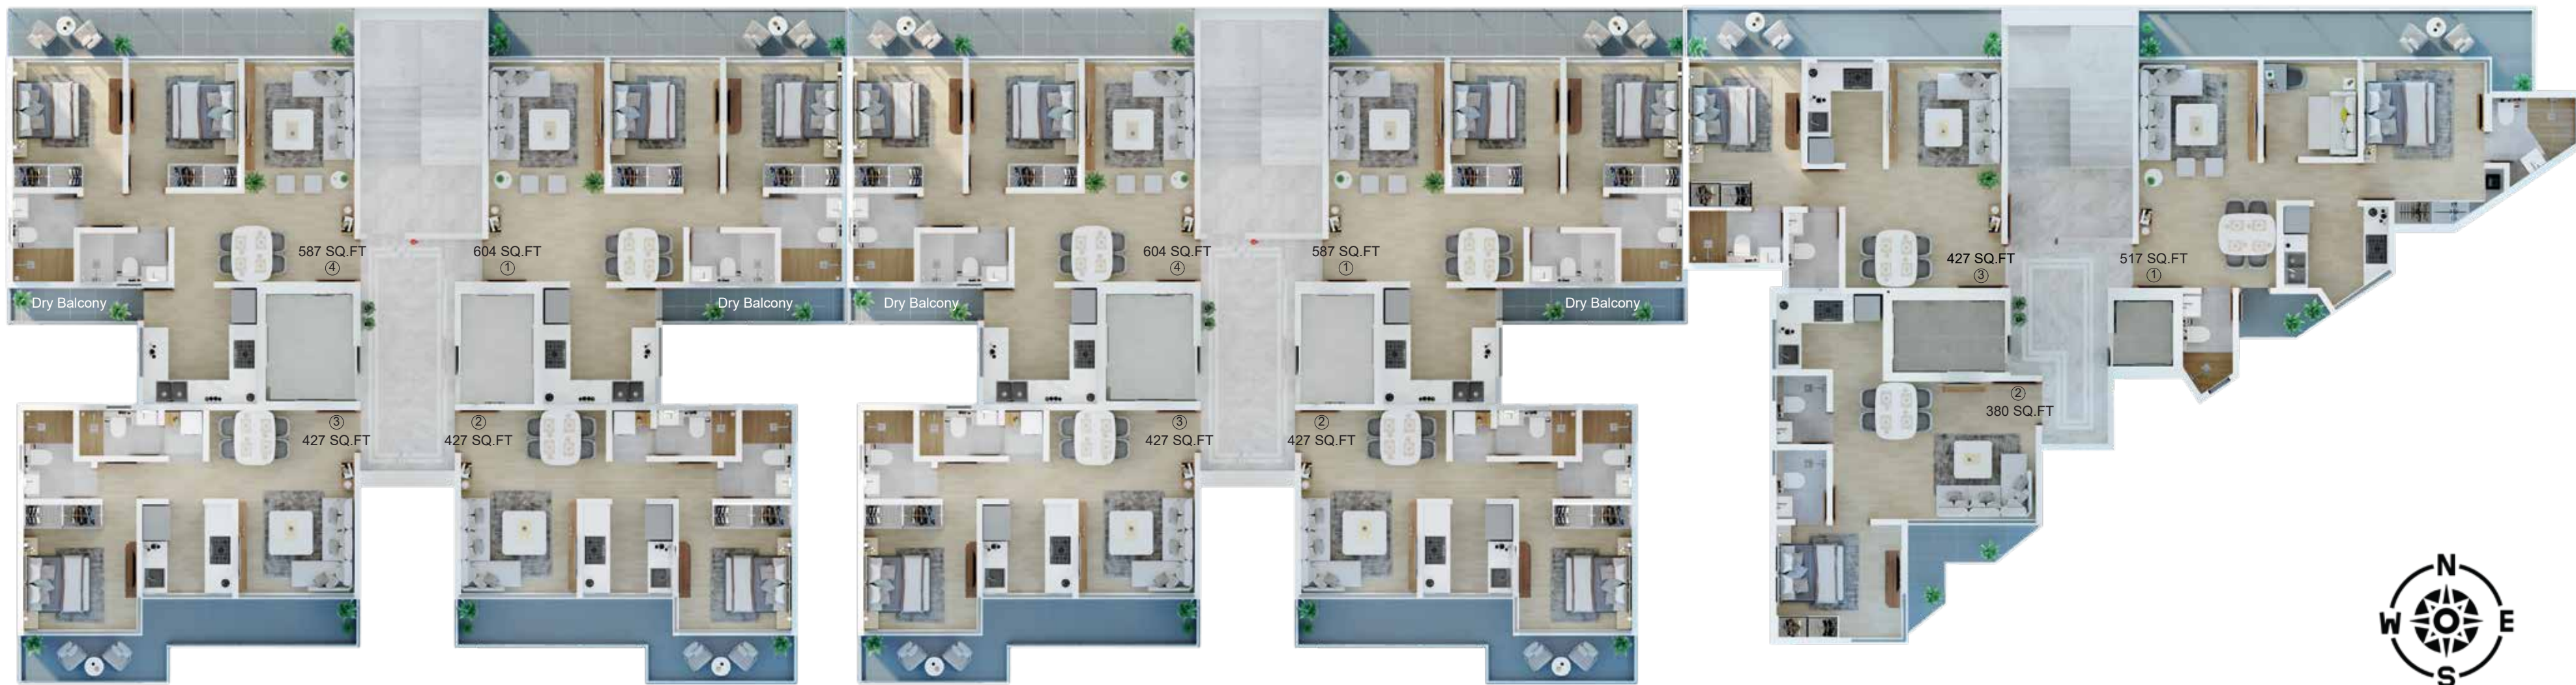 587 SQ.FT
④
604 SQ.FT
①
604 SQ.FT
④
587 SQ.FT
①
427 SQ.FT
③
517 SQ.FT
①
Dry Balcony
Dry Balcony
Dry Balcony
Dry Balcony
③
427 SQ.FT
②
427 SQ.FT
③
427 SQ.FT
②
427 SQ.FT
②
380 SQ.FT
N
W
E
S